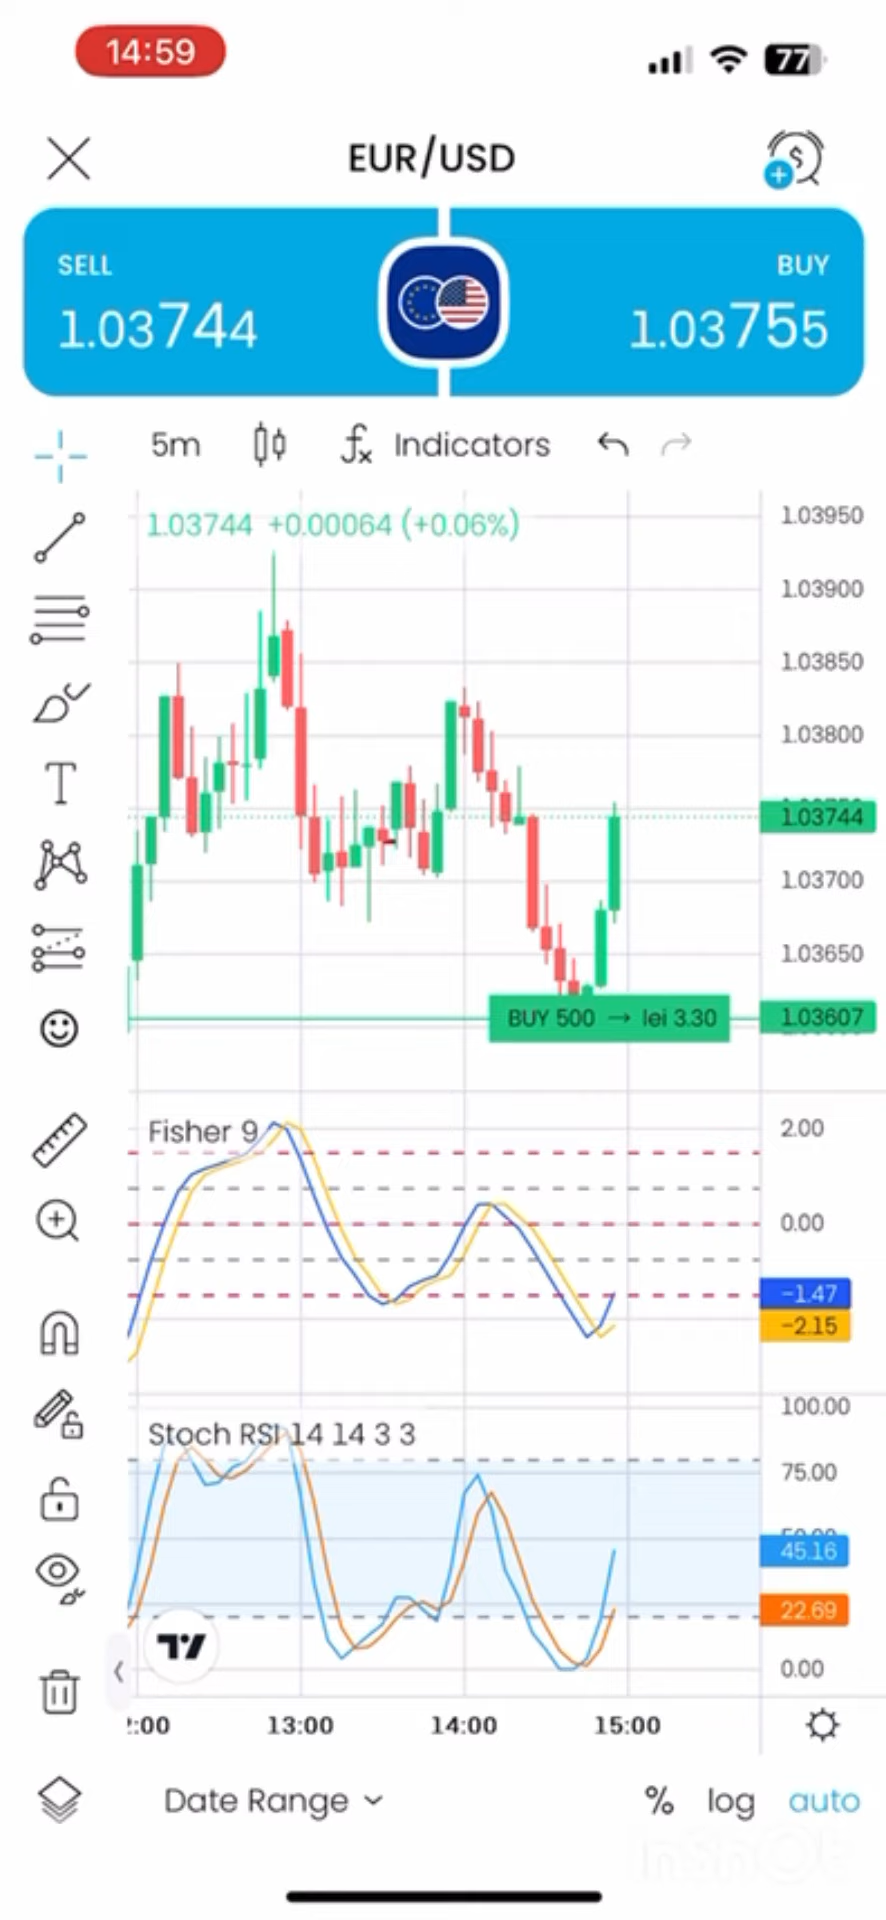 14:59
77
EUR/USD
SELL
BUY
1.03744
1.03755
5m
Indicators
1.03744 +0.00064 (+0.06%)
1.03950
1.03900
1.03850
1.03800
1.03744
1.03700
1.03650
BUY 500 → lei 3.30
1.03607
Fisher 9
2.00
0.00
−1.47
−2.15
Stoch RSI 14 14 3 3
100.00
75.00
45.16
22.69
0.00
13:00
14:00
15:00
Date Range
%
log
auto
InShOt